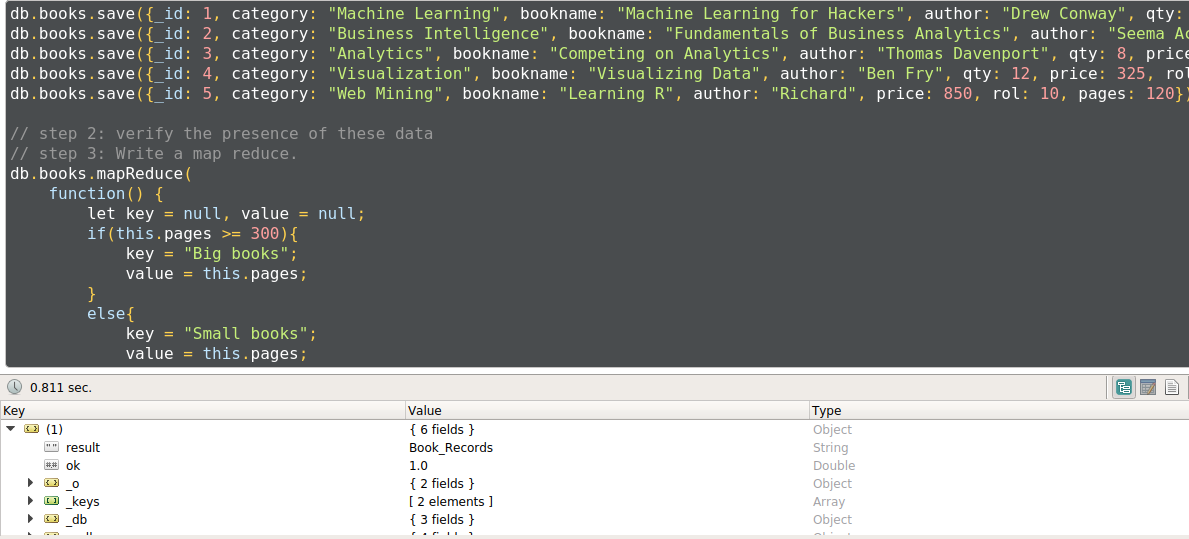 db.books.save({_id: 1, category: "Machine Learning", bookname: "Machine Learning for Hackers", author: "Drew Conway", qty:
db.books.save({_id: 2, category: "Business Intelligence", bookname: "Fundamentals of Business Analytics", author: "Seema
db.books.save({_id: 3, category: "Analytics", bookname: "Competing on Analytics", author: "Thomas Davenport", qty: 8, price
db.books.save({_id: 4, category: "Visualization", bookname: "Visualizing Data", author: "Ben Fry", qty: 12, price: 325, rol
db.books.save({_id: 5, category: "Web Mining", bookname: "Learning R", author: "Richard", price: 850, rol: 10, pages: 120})
// step 2: verify the presence of these data
// step 3: Write a map reduce.
db.books.mapReduce(
    function() {
        let key = null, value = null;
        if(this.pages >= 300){
            key = "Big books";
            value = this.pages;
        }
        else{
            key = "Small books";
            value = this.pages;
0.811 sec.
Key Value Type
(1) { 6 fields } Object
result Book_Records String
ok 1.0 Double
_o { 2 fields } Object
_keys [ 2 elements ] Array
_db { 3 fields } Object